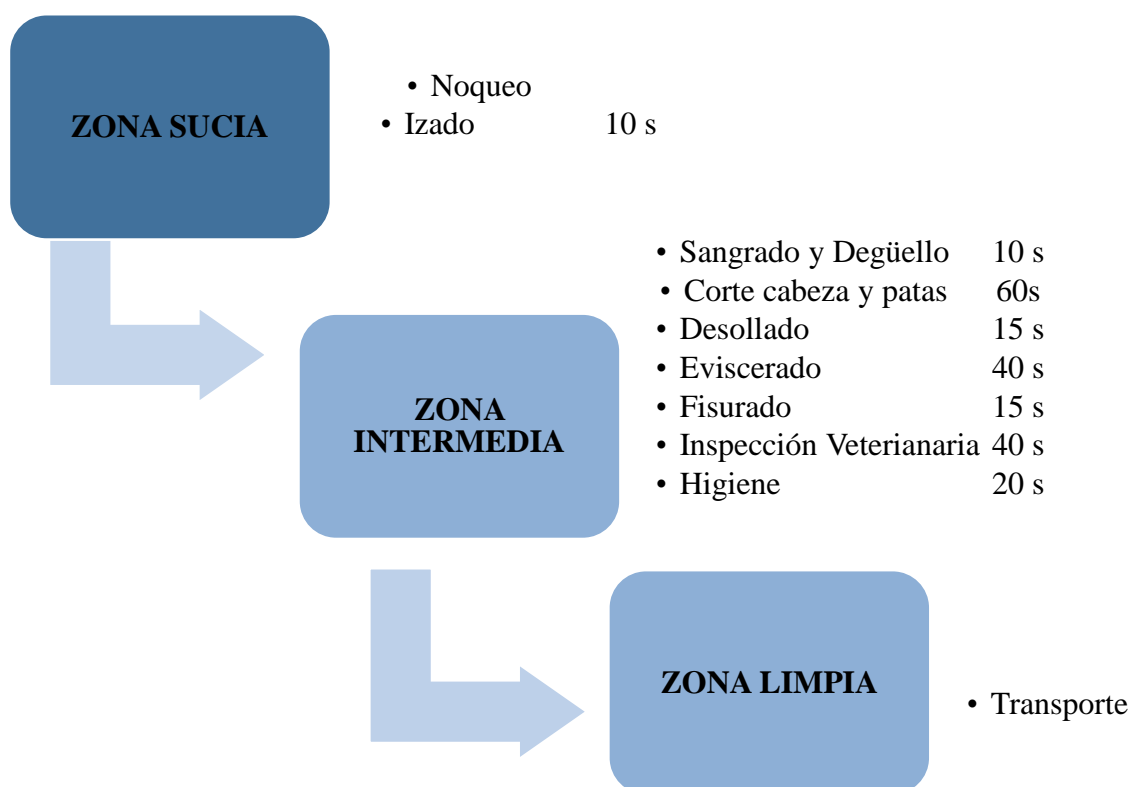 ZONA SUCIA
• Noqueo
• Izado 10 s
ZONA
INTERMEDIA
• Sangrado y Degüello 10 s
• Corte cabeza y patas 60s
• Desollado 15 s
• Eviscerado 40 s
• Fisurado 15 s
• Inspección Veterianaria 40 s
• Higiene 20 s
ZONA LIMPIA
• Transporte